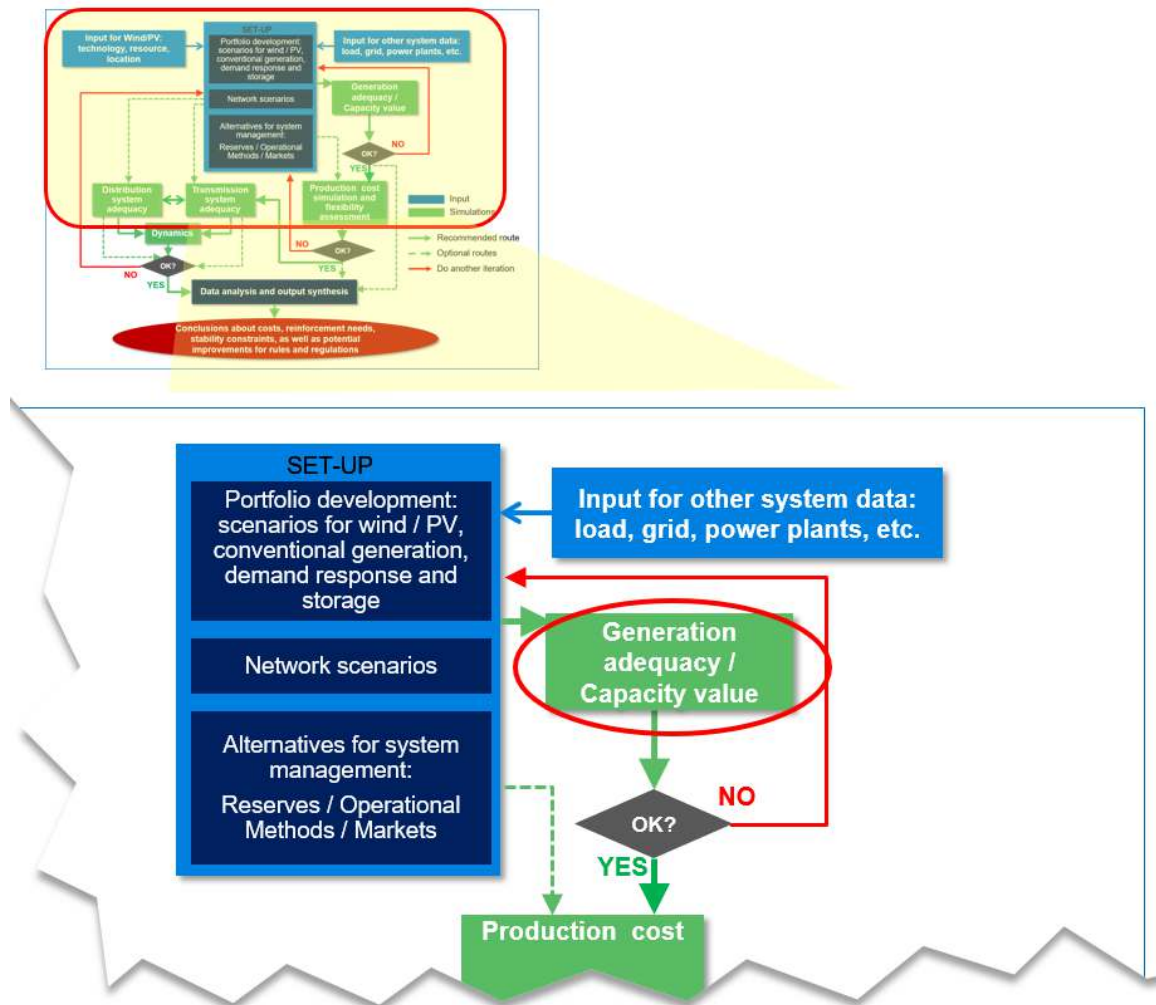 SET-UP
Input for Wind/PV:
technology, resource,
location
Portfolio development:
scenarios for wind / PV,
conventional generation,
demand response and
storage
Input for other system data:
load, grid, power plants, etc.
Network scenarios
Generation
adequacy /
Capacity value
Alternatives for system
management:
Reserves / Operational
Methods / Markets
OK?
NO
YES
Distribution
system
adequacy
Transmission
system
adequacy
Production cost
simulation and
flexibility
assessment
Input
Simulations
Dynamics
Recommended route
Optional routes
Do another iteration
NO
OK?
YES
NO
OK?
YES
Data analysis and output synthesis
Conclusions about costs, reinforcement needs,
stability constraints, as well as potential
improvements for rules and regulations
SET-UP
Portfolio development:
scenarios for wind / PV,
conventional generation,
demand response and
storage
Input for other system data:
load, grid, power plants, etc.
Network scenarios
Generation
adequacy /
Capacity value
Alternatives for system
management:
Reserves / Operational
Methods / Markets
NO
OK?
YES
Production cost